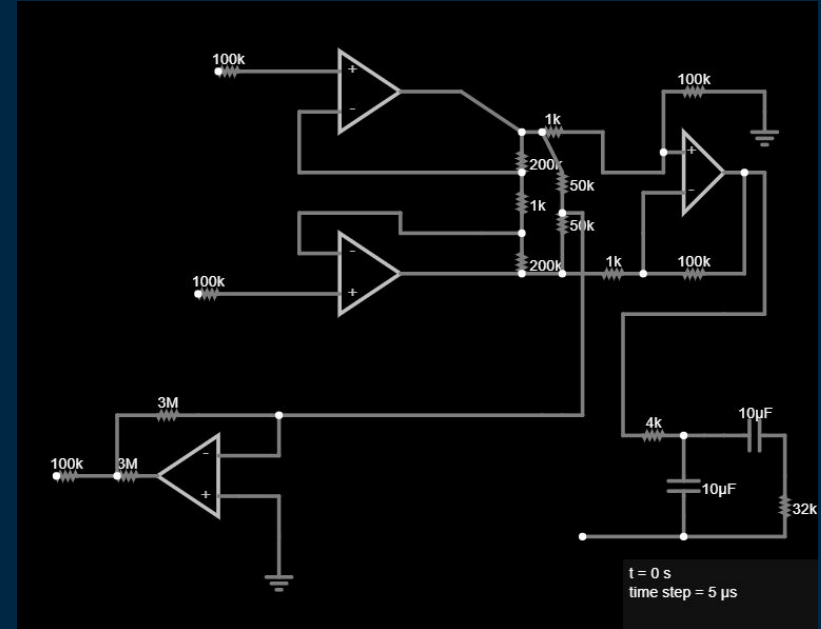 100k
100k
1k
200k
50k
1k
50k
200k
1k
100k
100k
3M
100k
3M
4k
10µF
10µF
32k
t = 0 s
time step = 5 µs